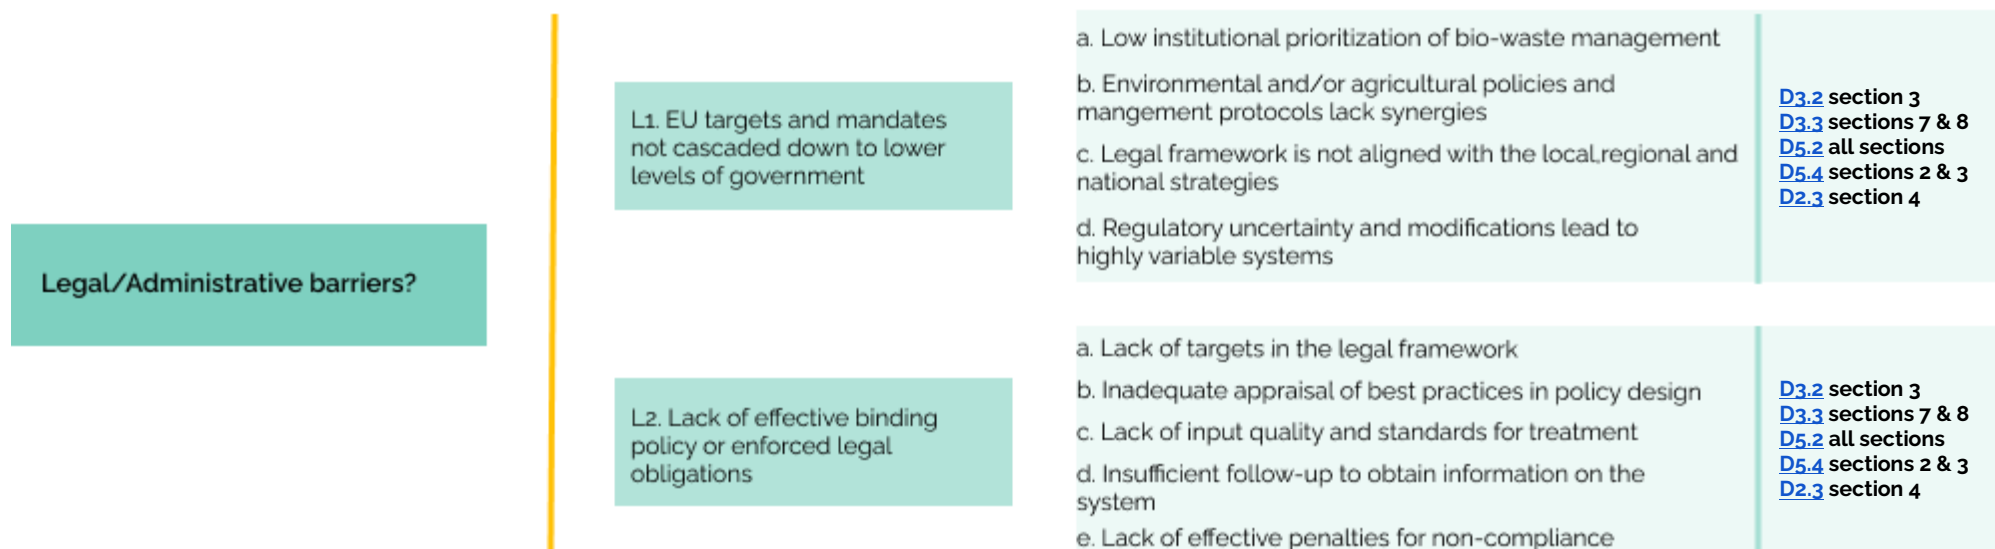 Legal/Administrative barriers?
L1. EU targets and mandates
not cascaded down to lower
levels of government
a. Low institutional prioritization of bio-waste management
b. Environmental and/or agricultural policies and
mangement protocols lack synergies
c. Legal framework is not aligned with the local,regional and
national strategies
d. Regulatory uncertainty and modifications lead to
highly variable systems
D3.2 section 3
D3.3 sections 7 & 8
D5.2 all sections
D5.4 sections 2 & 3
D2.3 section 4
L2. Lack of effective binding
policy or enforced legal
obligations
a. Lack of targets in the legal framework
b. Inadequate appraisal of best practices in policy design
c. Lack of input quality and standards for treatment
d. Insufficient follow-up to obtain information on the
system
e. Lack of effective penalties for non-compliance
D3.2 section 3
D3.3 sections 7 & 8
D5.2 all sections
D5.4 sections 2 & 3
D2.3 section 4